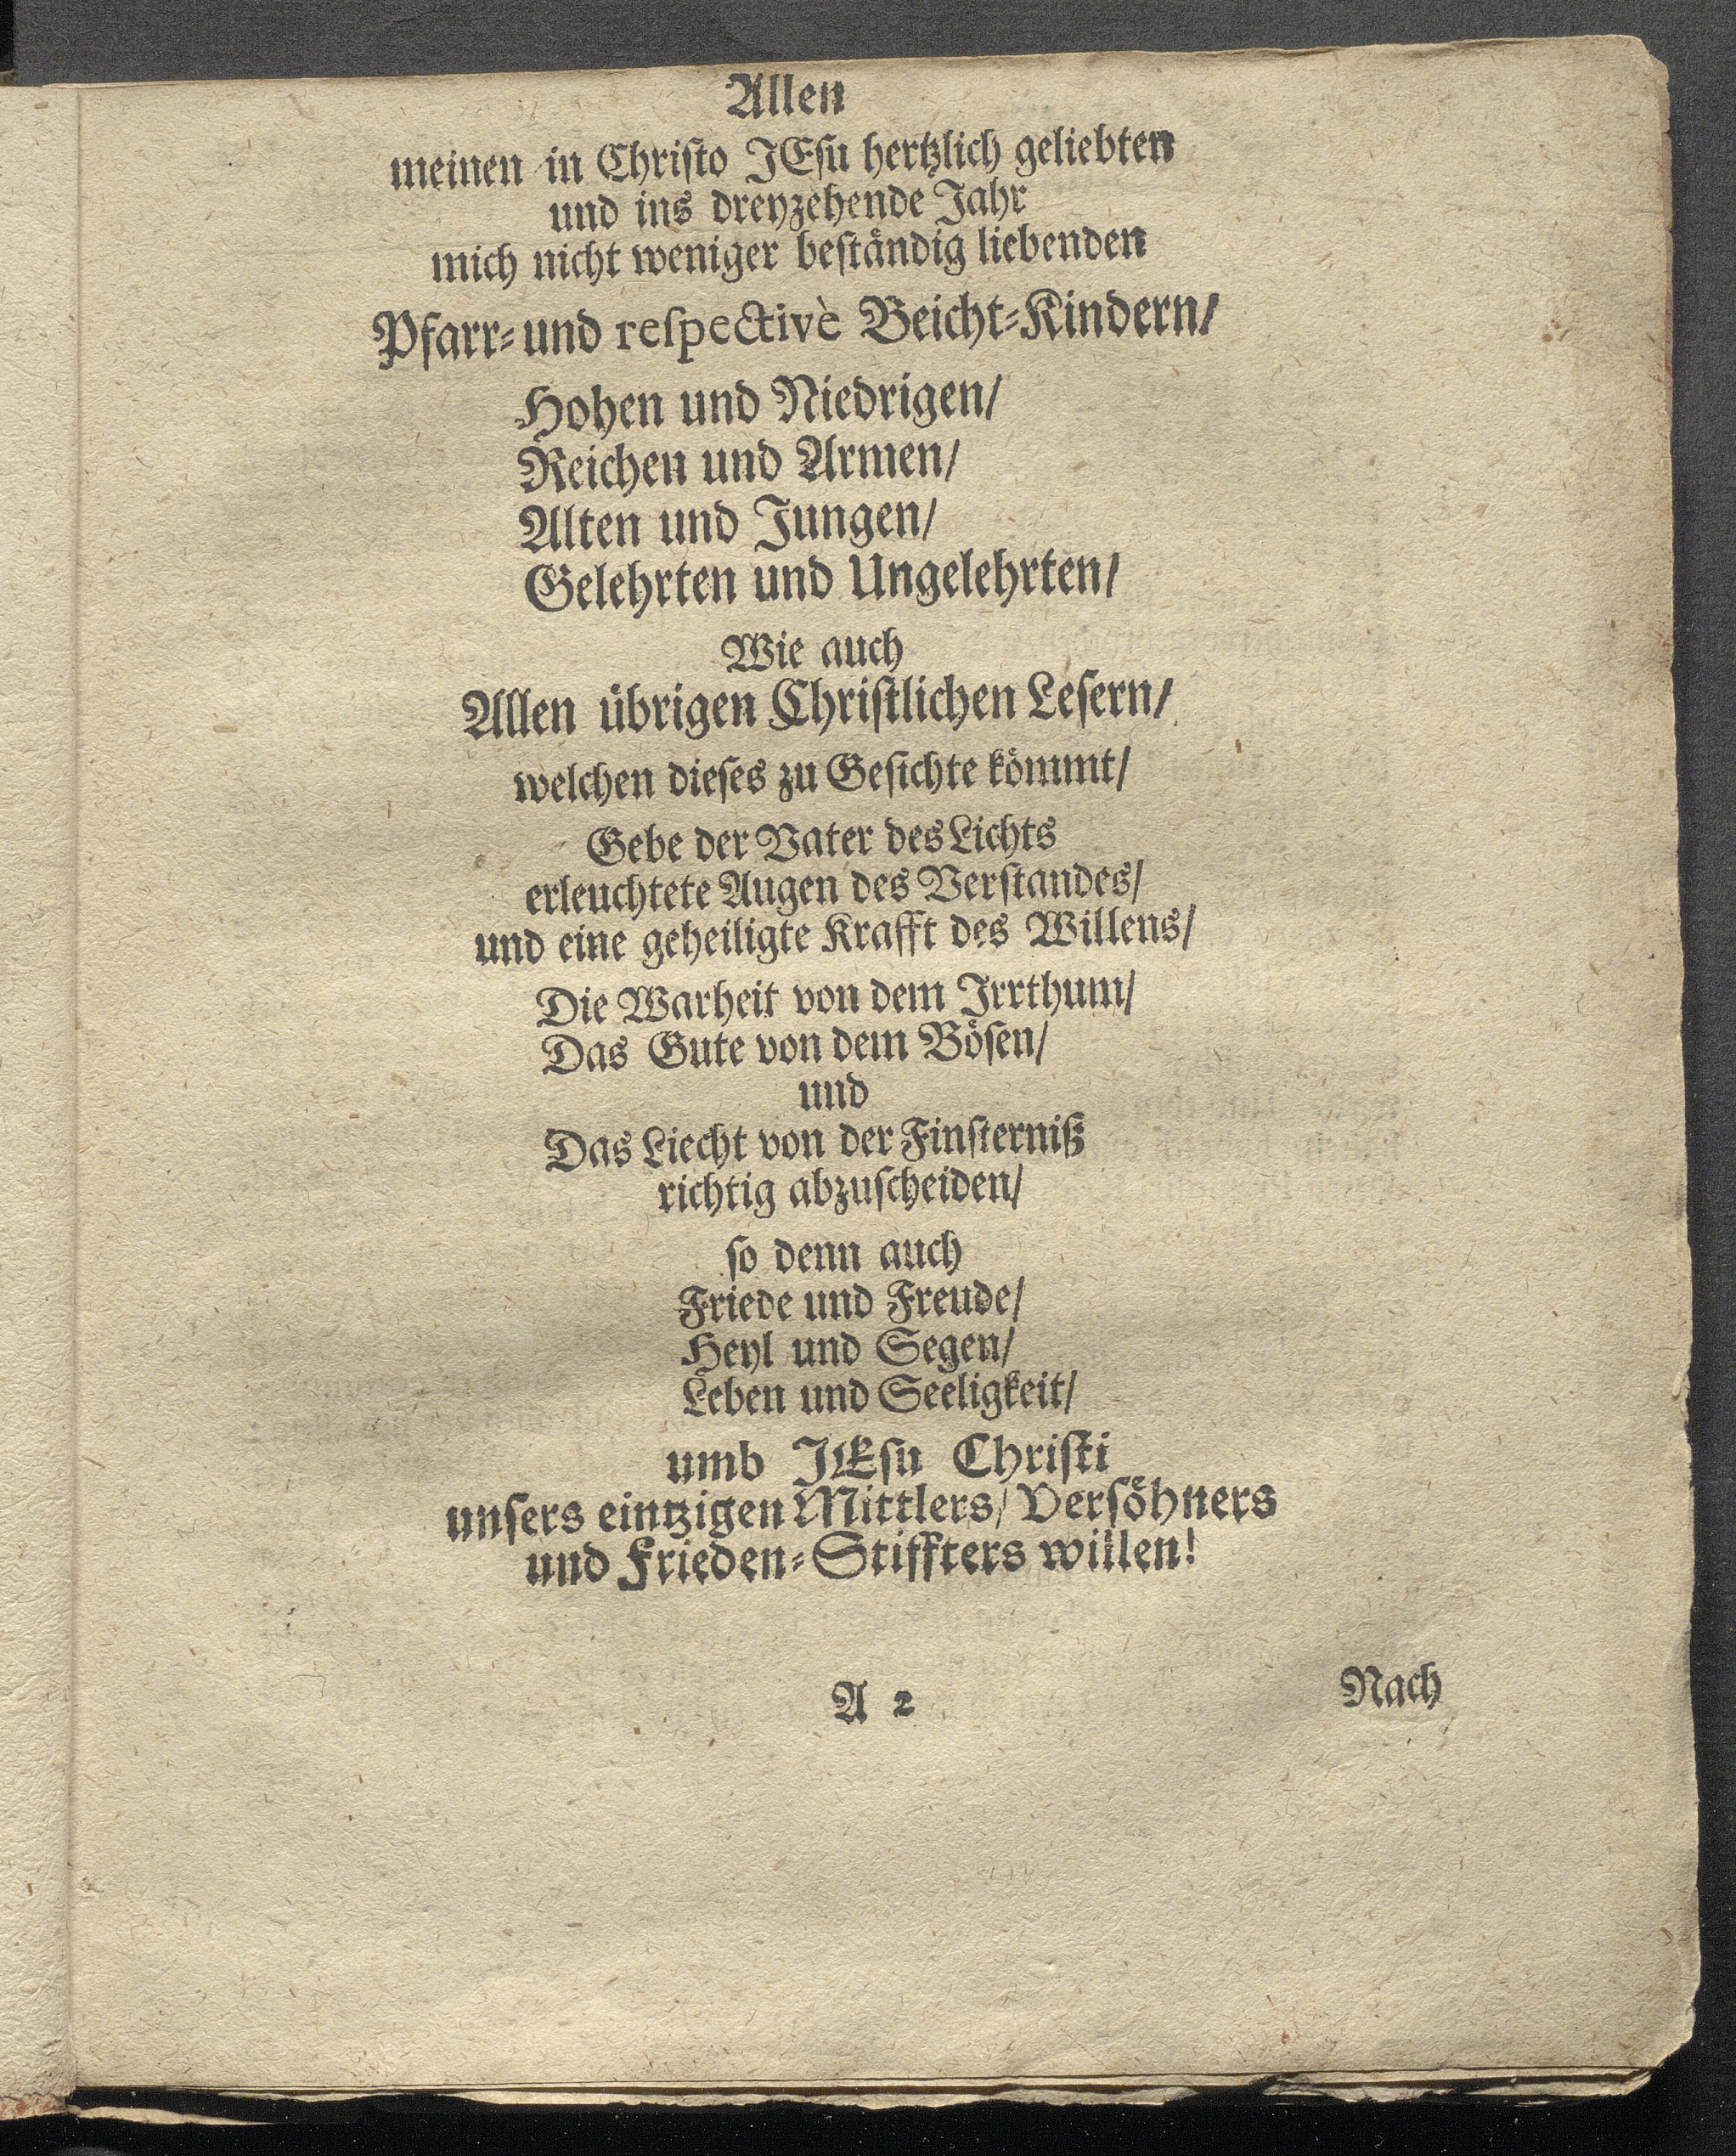 Allen
meinen in Christo JEsu hertzlich geliebten
und ins dreyzehende Jahr
mich nicht weniger beständig liebenden
Pfarr- und respectivè Beicht-Kindern/
Hohen und Niedrigen/
Reichen und Armen/
Alten und Jungen/
Gelehrten und Ungelehrten/
Wie auch
Allen übrigen Christlichen Lesern/
welchen dieses zu Gesichte kömmt/
Gebe der Vater des Lichts
erleuchtete Augen des Verstandes/
und eine geheiligte Krafft des Willens/
Die Warheit von dem Irrthum/
Das Gute von dem Bösen/
und
Das Liecht von der Finsterniß
richtig abzuscheiden/
so denn auch
Friede und Freude/
Heyl und Segen/
Leben und Seeligkeit/
umb JEsu Christi
unsers eintzigen Mittlers/ Versöhners
und Frieden-Stiffters willen!
A 2
Nach